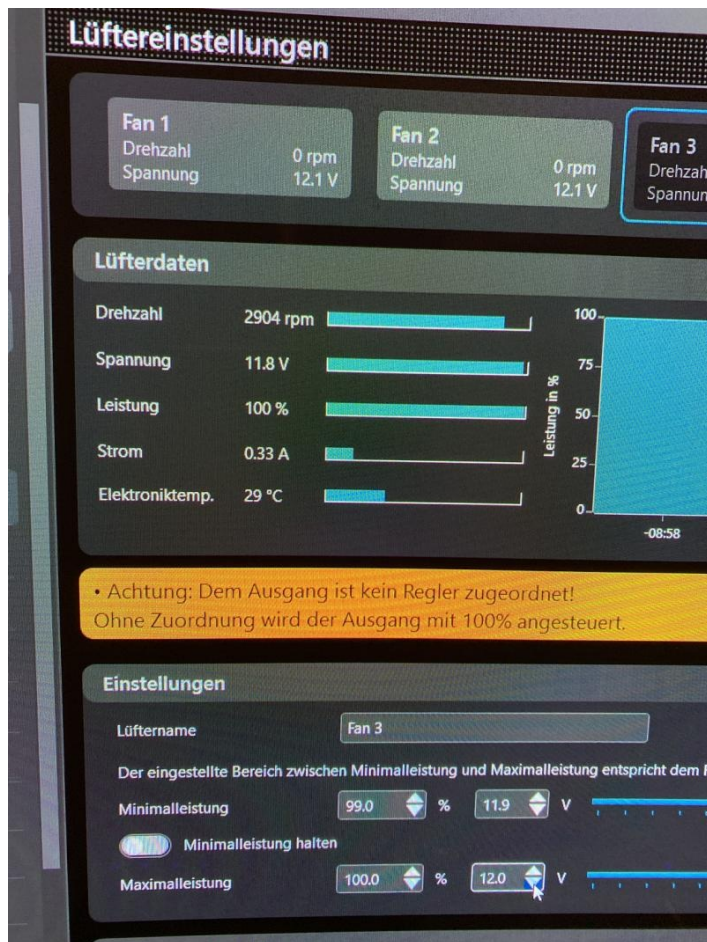 Lüftereinstellungen
Fan 1
Drehzahl 0 rpm
Spannung 12.1 V
Fan 2
Drehzahl 0 rpm
Spannung 12.1 V
Fan 3
Drehzah
Spannun
Lüfterdaten
Drehzahl 2904 rpm
Spannung 11.8 V
Leistung 100 %
Strom 0.33 A
Elektroniktemp. 29 °C
Leistung in %
100
75
50
25
0
-08:58
• Achtung: Dem Ausgang ist kein Regler zugeordnet!
Ohne Zuordnung wird der Ausgang mit 100% angesteuert.
Einstellungen
Lüftername Fan 3
Der eingestellte Bereich zwischen Minimalleistung und Maximalleistung entspricht dem
Minimalleistung 99.0 % 11.9 V
Minimalleistung halten
Maximalleistung 100.0 % 12.0 V